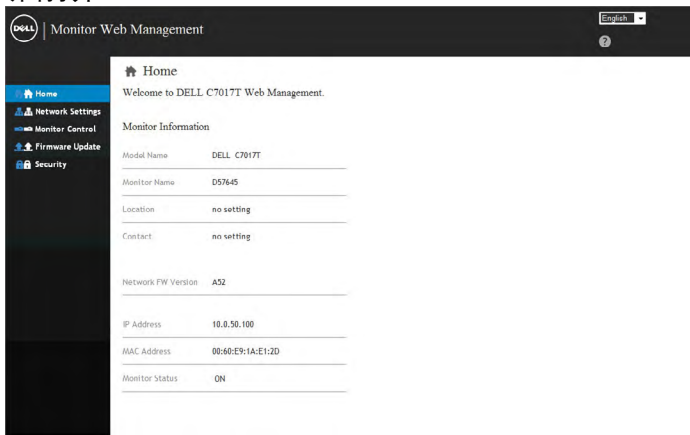 DELL | Monitor Web Management
English
?
Home
Network Settings
Monitor Control
Firmware Update
Security
Home
Welcome to DELL C7017T Web Management.
Monitor Information
Model Name DELL C7017T
Monitor Name D57645
Location no setting
Contact no setting
Network FW Version A52
IP Address 10.0.50.100
MAC Address 00:60:E9:1A:E1:2D
Monitor Status ON